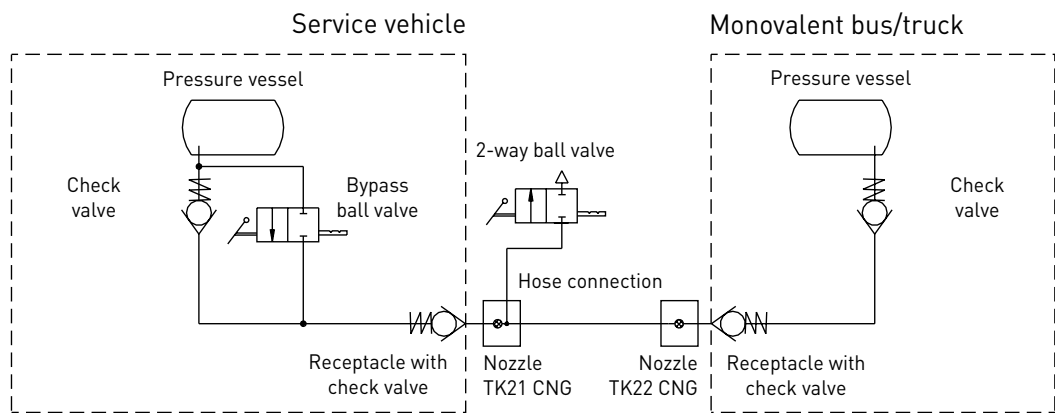 Service vehicle
Monovalent bus/truck
Pressure vessel
Pressure vessel
2-way ball valve
Check
valve
Bypass
ball valve
Check
valve
Hose connection
Receptacle with
check valve
Nozzle
TK21 CNG
Nozzle
TK22 CNG
Receptacle with
check valve